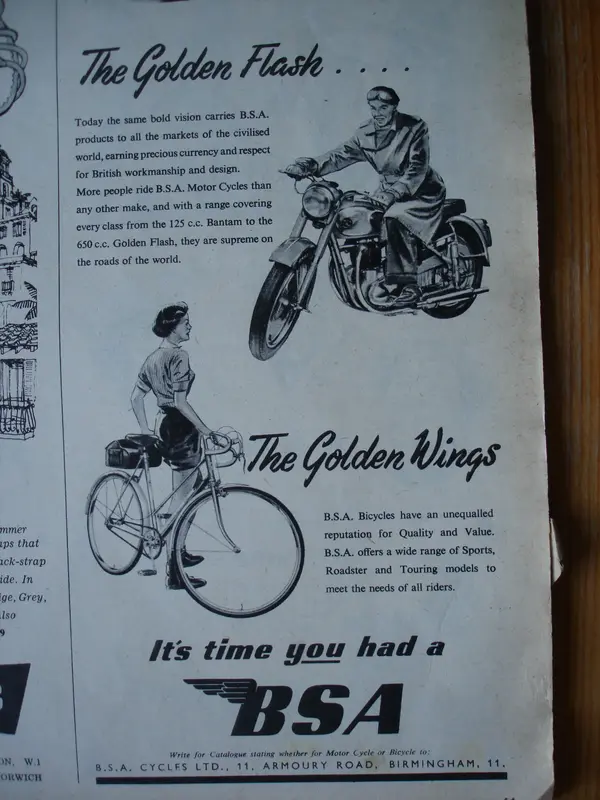 The Golden Flash . . . .
Today the same bold vision carries B.S.A.
products to all the markets of the civilised
world, earning precious currency and respect
for British workmanship and design.
More people ride B.S.A. Motor Cycles than
any other make, and with a range covering
every class from the 125 c.c. Bantam to the
650 c.c. Golden Flash, they are supreme on
the roads of the world.
The Golden Wings
B.S.A. Bicycles have an unequalled
reputation for Quality and Value.
B.S.A. offers a wide range of Sports,
Roadster and Touring models to
meet the needs of all riders.
It's time you had a
BSA
Write for Catalogue stating whether for Motor Cycle or Bicycle to:
B.S.A. CYCLES LTD., 11, ARMOURY ROAD, BIRMINGHAM, 11.
that
ack-strap
ide. In
Grey,
9
W.1
ORWICH